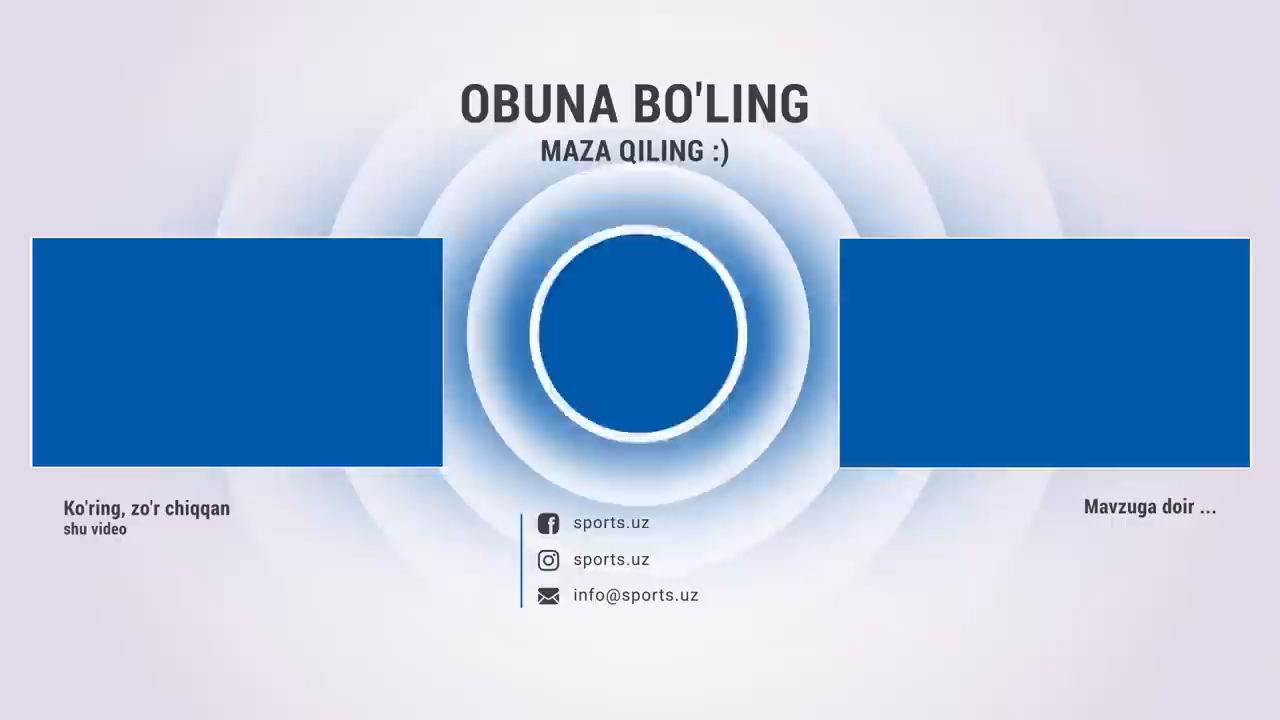 OBUNA BO'LING
MAZA QILING :)
Ko'ring, zo'r chiqqan
shu video
Mavzuga doir ...
sports.uz
sports.uz
info@sports.uz